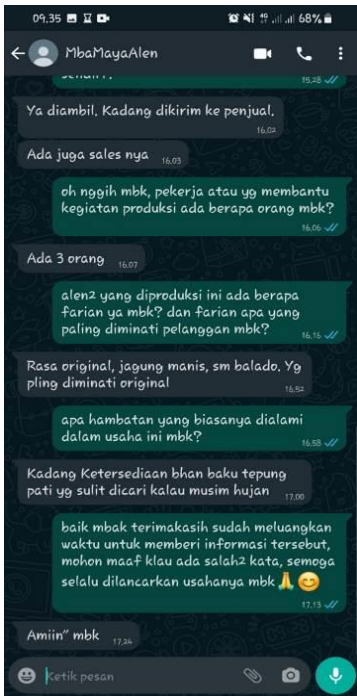 09.35
68%
MbaMayaAlen
15.28
Ya diambil. Kadang dikirim ke penjual.
16.02
Ada juga sales nya 16.03
oh nggih mbk, pekerja atau yg membantu
kegiatan produksi ada berapa orang mbk?
16.06
Ada 3 orang 16.07
alen2 yang diproduksi ini ada berapa
farian ya mbk? dan farian apa yang
paling diminati pelanggan mbk?
16.16
Rasa original, jagung manis, sm balado. Yg
pling diminati original
16.52
apa hambatan yang biasanya dialami
dalam usaha ini mbk?
16.58
Kadang Ketersediaan bhan baku tepung
pati yg sulit dicari kalau musim hujan 17.00
baik mbak terimakasih sudah meluangkan
waktu untuk memberi informasi tersebut,
mohon maaf klau ada salah2 kata, semoga
selalu dilancarkan usahanya mbk🙏😊
17.13
Amiin" mbk 17.24
Ketik pesan